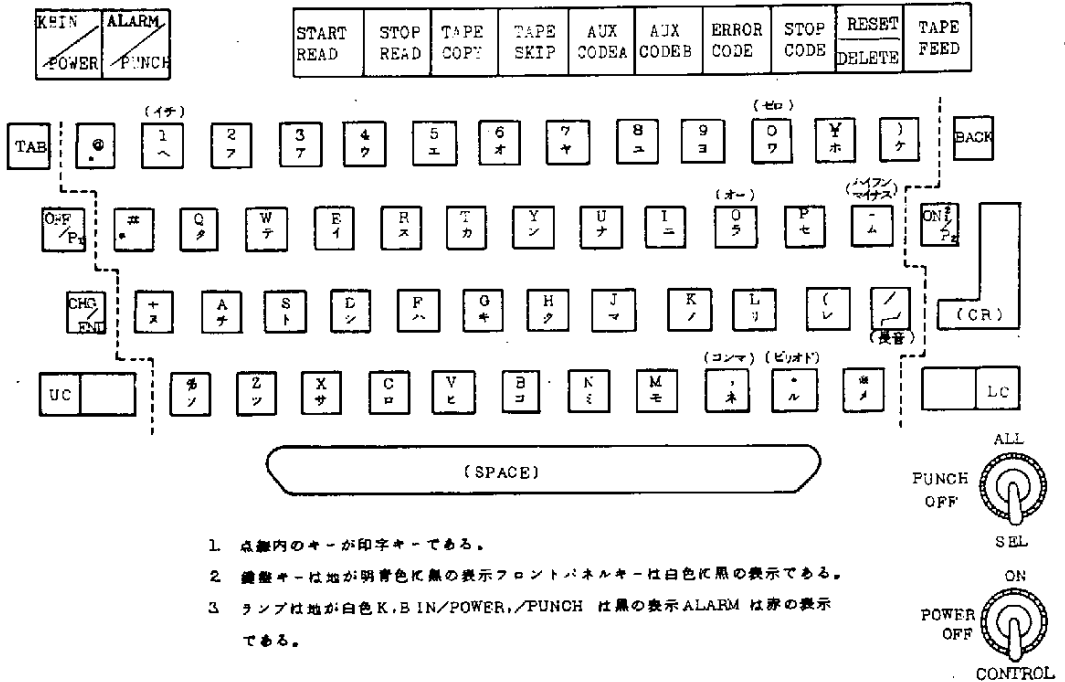 KBIN ALARM
POWER PUNCH
START READ STOP READ TAPE COPY TAPE SKIP AUX CODEA AUX CODEB ERROR CODE STOP CODE RESET DELETE TAPE FEED
(イチ) (ゼロ)
TAB @ 1 2 3 4 5 6 7 8 9 0 ¥ ) BACK
ヘ フ ア ウ エ オ ヤ ユ ヨ ワ ホ ケ
(オー) (ハイフン マイナス)
OFF # Q W E R T Y U I O P - ON
タ テ イ ス カ ン ナ ニ ラ セ ム
CHG + A S D F G H J K L ( /
END ヌ チ ト シ ハ キ ク マ ノ リ レ ー
(CR)
(長音)
(コンマ) (ピリオド)
UC % Z X C V B N M , . LC
ソ ツ サ ロ ヒ コ ミ モ ネ ル メ
(SPACE)
ALL
PUNCH
OFF
SEL
1. 点線内のキーが印字キーである。
2. 鍵盤キーは地が明青色に黒の表示フロントパネルキーは白色に黒の表示である。
3. ランプは地が白色K.B IN/POWER,/PUNCH は黒の表示ALARM は赤の表示
である。
ON
POWER
OFF
CONTROL